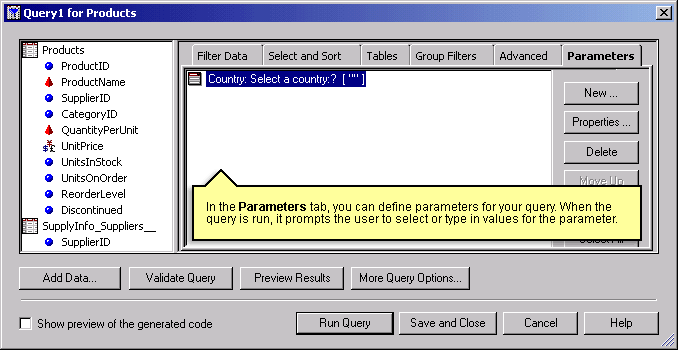 Query1 for Products
Products
ProductID
ProductName
SupplierID
CategoryID
QuantityPerUnit
UnitPrice
UnitsInStock
UnitsOnOrder
ReorderLevel
Discontinued
SupplyInfo_Suppliers__
SupplierID
Filter Data
Select and Sort
Tables
Group Filters
Advanced
Parameters
Country: Select a country:? [ "" ]
New ...
Properties ...
Delete
Move Up
In the Parameters tab, you can define parameters for your query. When the
query is run, it prompts the user to select or type in values for the parameter.
Select All
Add Data...
Validate Query
Preview Results
More Query Options...
Show preview of the generated code
Run Query
Save and Close
Cancel
Help